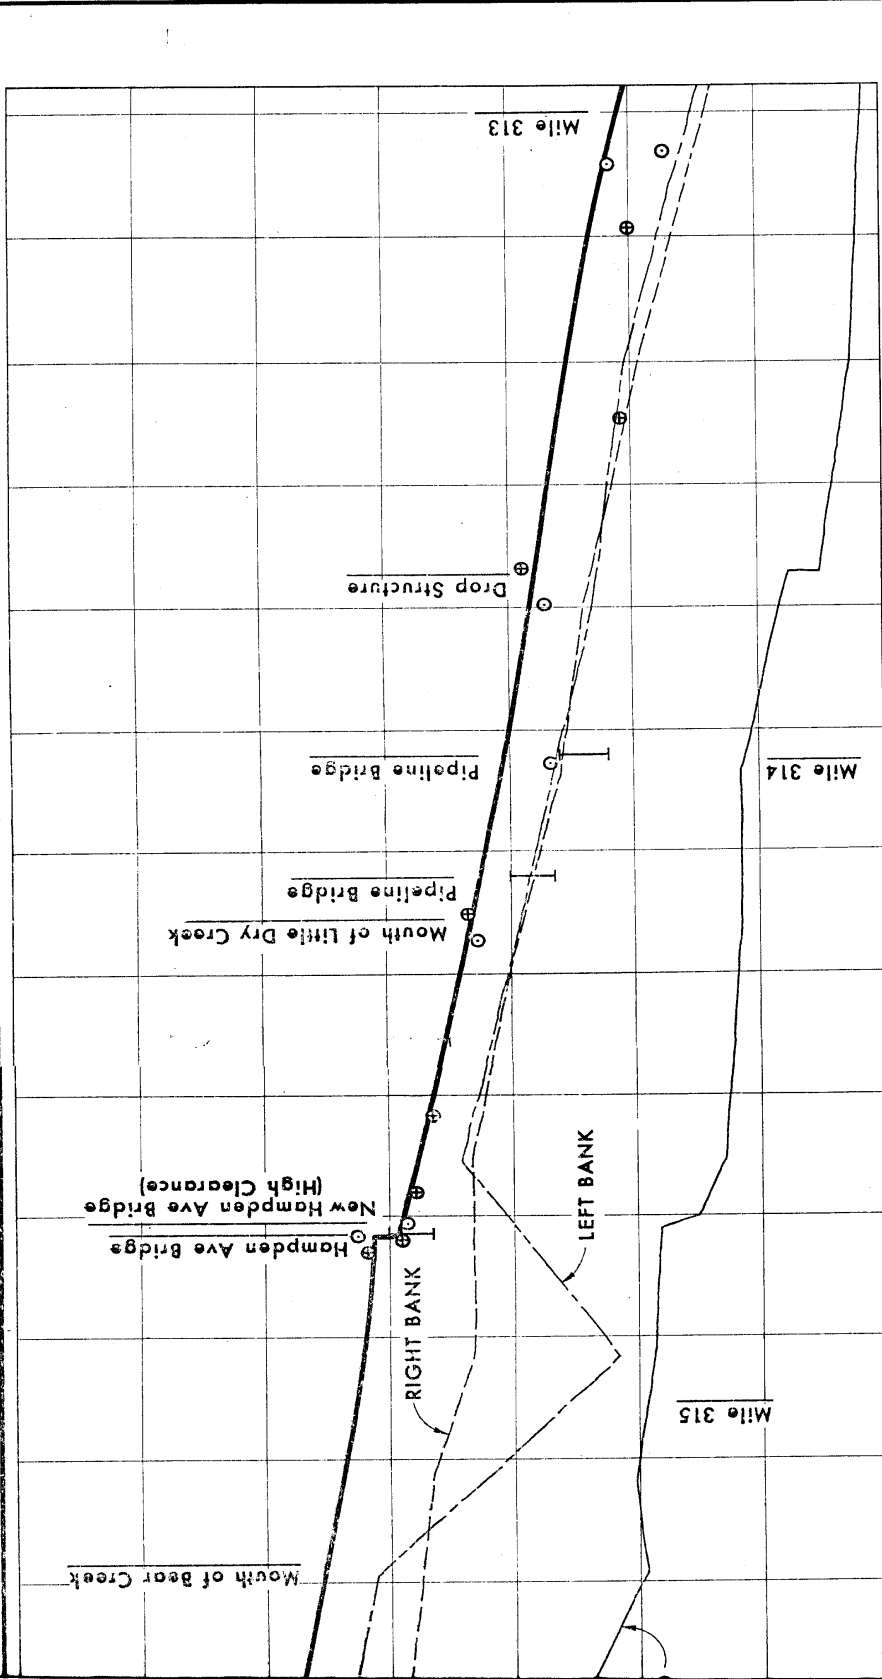 Mile 313
Drop Structure
Pipeline Bridge
Mile 314
Pipeline Bridge
Mouth of Little Dry Creek
New Hampden Ave Bridge
(High Clearance)
Hampden Ave Bridge
LEFT BANK
RIGHT BANK
Mile 315
Mouth of Bear Creek